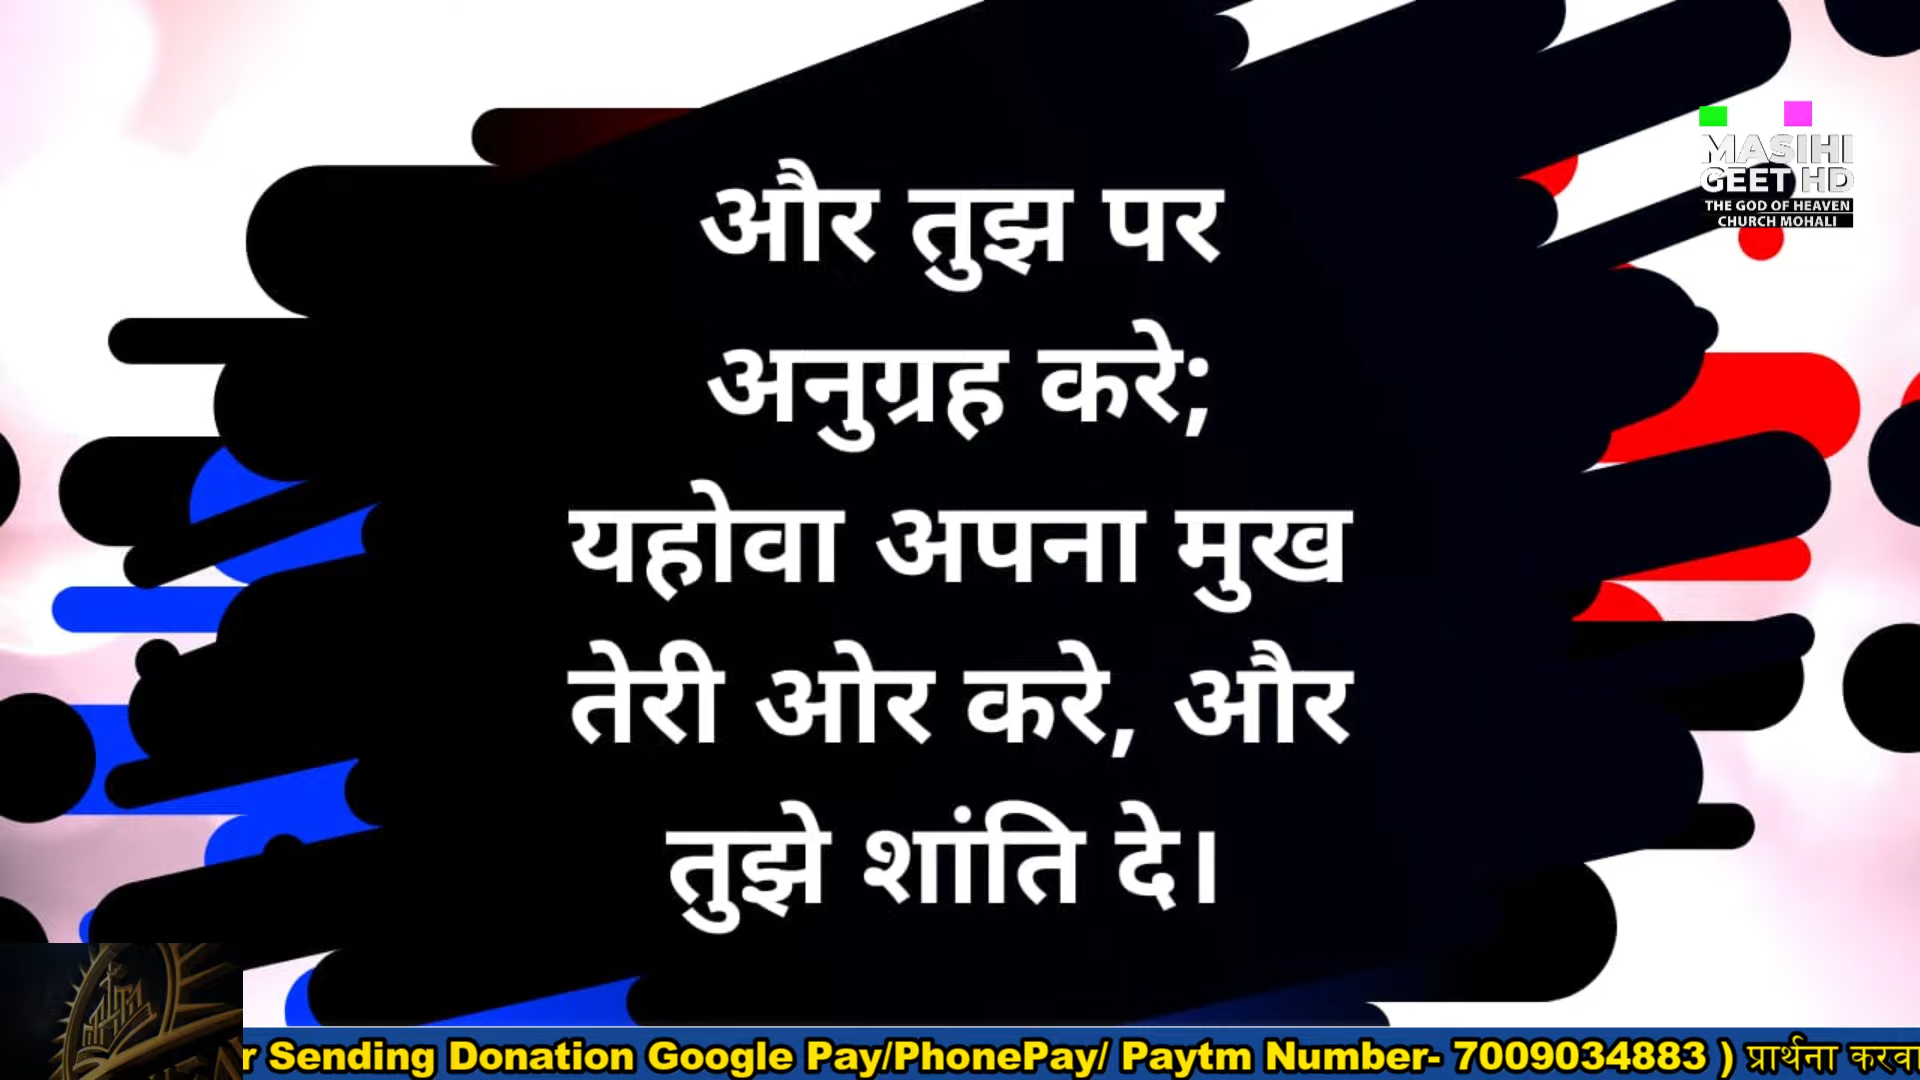 और तुझ पर
अनुग्रह करे;
यहोवा अपना मुख
तेरी ओर करे, और
तुझे शांति दे।
MASIHI
GEET HD
THE GOD OF HEAVEN
CHURCH MOHALI
r Sending Donation Google Pay/PhonePay/ Paytm Number- 7009034883 ) प्रार्थना करवा